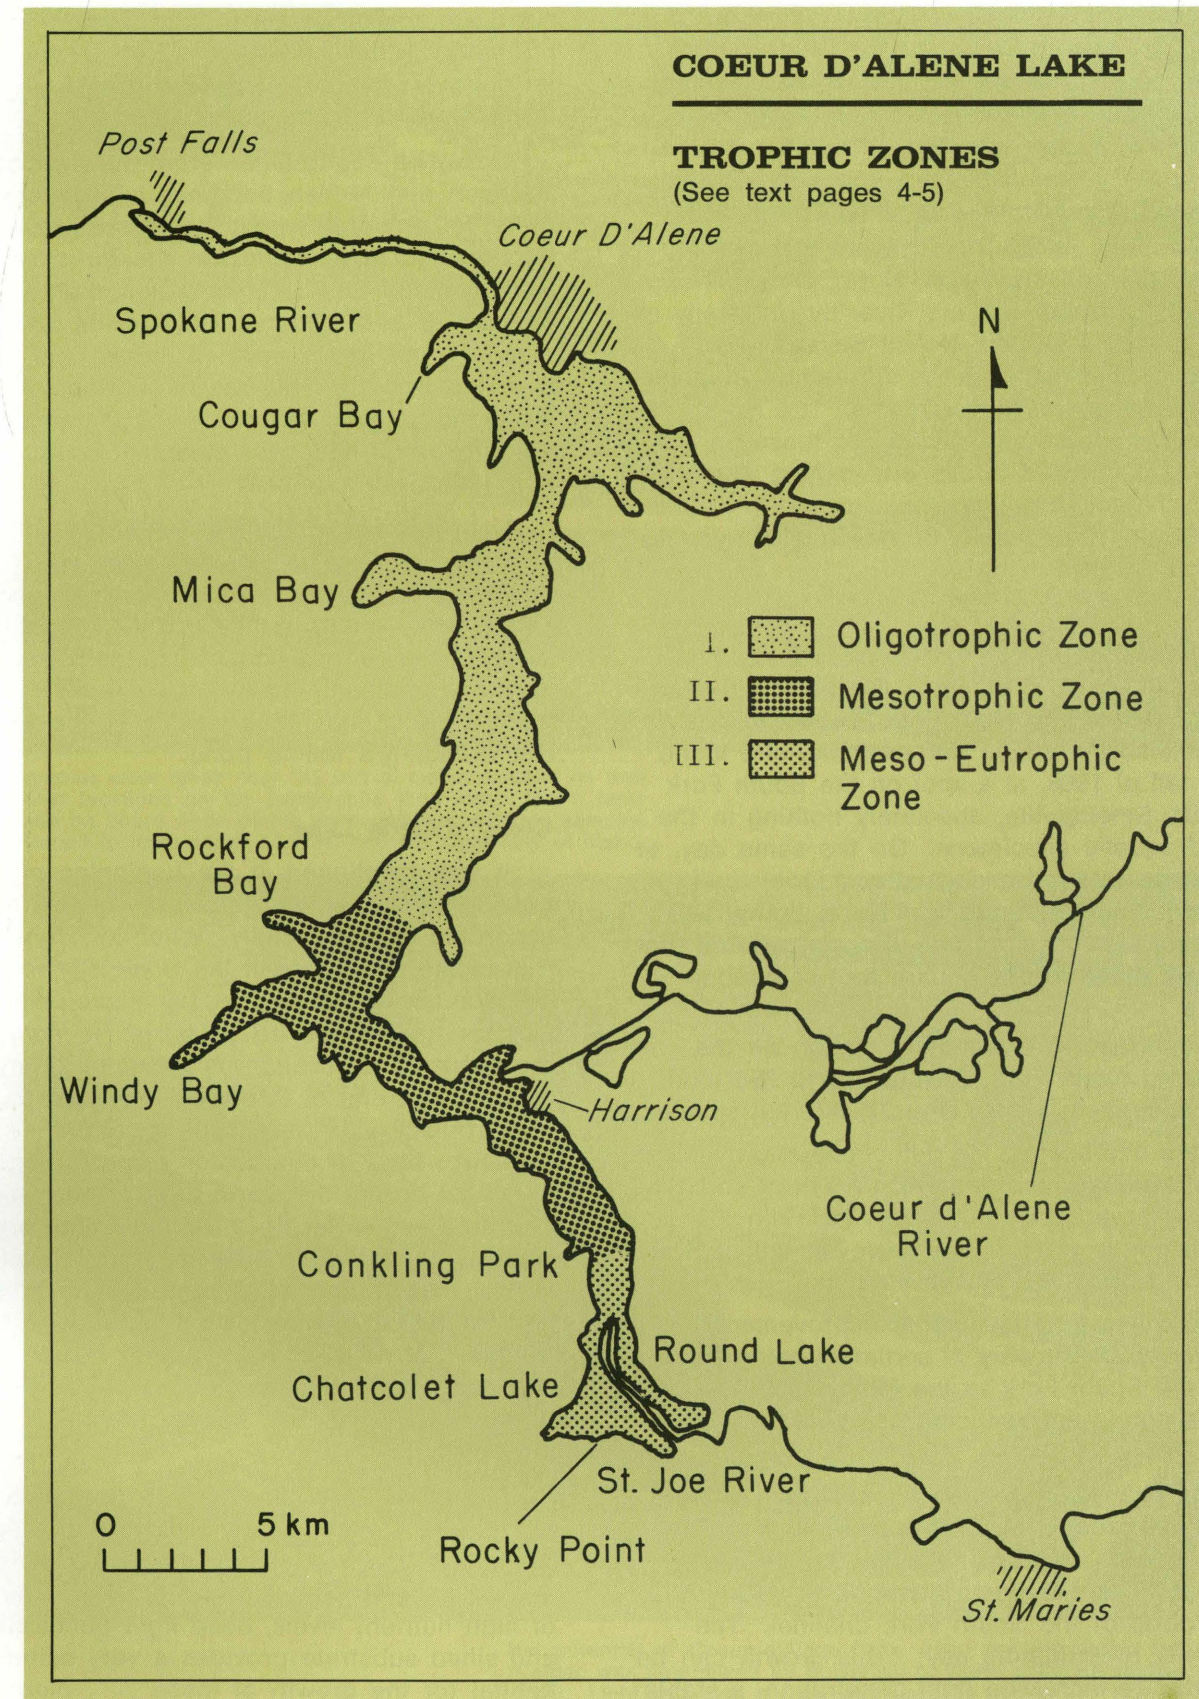 COEUR D'ALENE LAKE
TROPHIC ZONES
(See text pages 4-5)
Post Falls
Coeur D'Alene
Spokane River
N
Cougar Bay
Mica Bay
I. Oligotrophic Zone
II. Mesotrophic Zone
III. Meso-Eutrophic
Zone
Rockford
Bay
Windy Bay
Harrison
Coeur d'Alene
River
Conkling Park
Round Lake
Chatcolet Lake
St. Joe River
0 5 km
Rocky Point
St. Maries